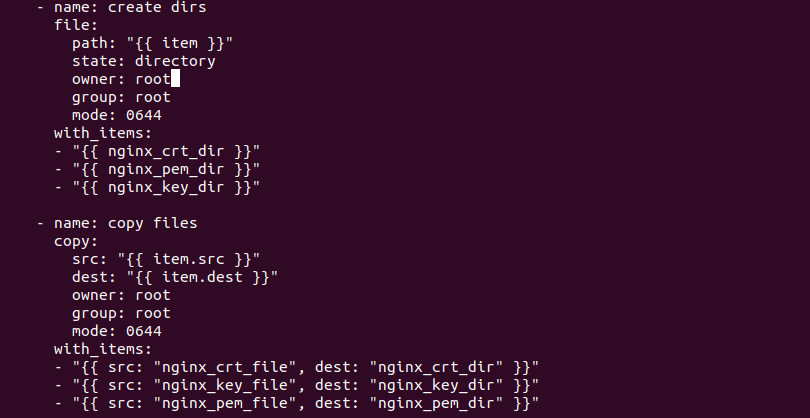 - name: create dirs
  file:
    path: "{{ item }}"
    state: directory
    owner: root
    group: root
    mode: 0644
  with_items:
  - "{{ nginx_crt_dir }}"
  - "{{ nginx_pem_dir }}"
  - "{{ nginx_key_dir }}"

- name: copy files
  copy:
    src: "{{ item.src }}"
    dest: "{{ item.dest }}"
    owner: root
    group: root
    mode: 0644
  with_items:
  - "{{ src: "nginx_crt_file", dest: "nginx_crt_dir" }}"
  - "{{ src: "nginx_key_file", dest: "nginx_key_dir" }}"
  - "{{ src: "nginx_pem_file", dest: "nginx_pem_dir" }}"